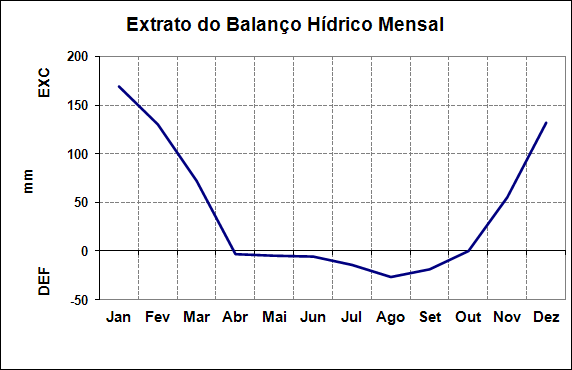 Extrato do Balanço Hídrico Mensal
EXC
mm
DEF
200
150
100
50
0
-50
Jan Fev Mar Abr Mai Jun Jul Ago Set Out Nov Dez